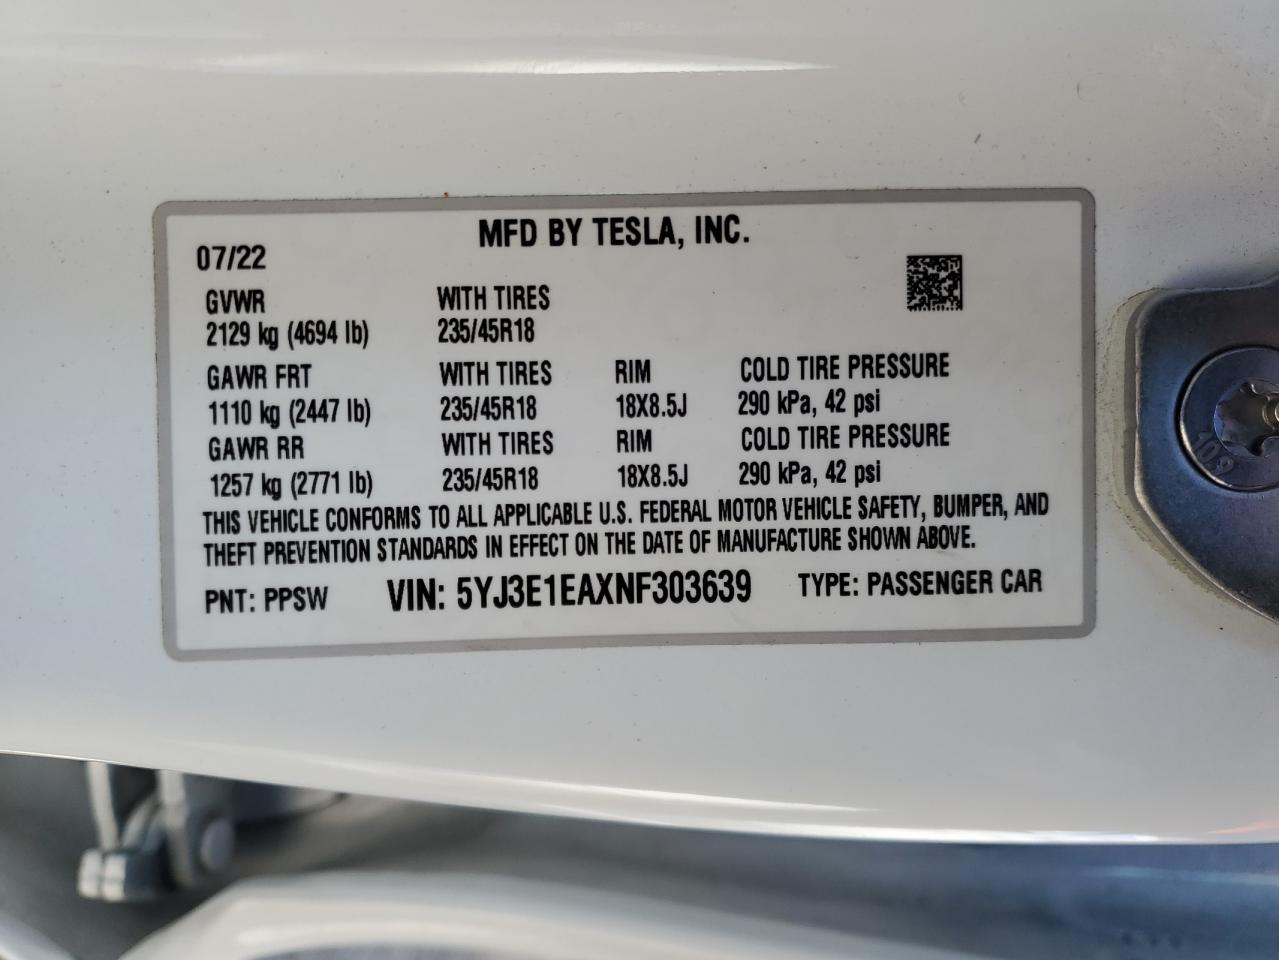 MFD BY TESLA, INC.
07/22
GVWR WITH TIRES
2129 kg (4694 lb) 235/45R18
GAWR FRT WITH TIRES RIM COLD TIRE PRESSURE
1110 kg (2447 lb) 235/45R18 18X8.5J 290 kPa, 42 psi
GAWR RR WITH TIRES RIM COLD TIRE PRESSURE
1257 kg (2771 lb) 235/45R18 18X8.5J 290 kPa, 42 psi
THIS VEHICLE CONFORMS TO ALL APPLICABLE U.S. FEDERAL MOTOR VEHICLE SAFETY, BUMPER, AND
THEFT PREVENTION STANDARDS IN EFFECT ON THE DATE OF MANUFACTURE SHOWN ABOVE.
PNT: PPSW VIN: 5YJ3E1EAXNF303639 TYPE: PASSENGER CAR
109